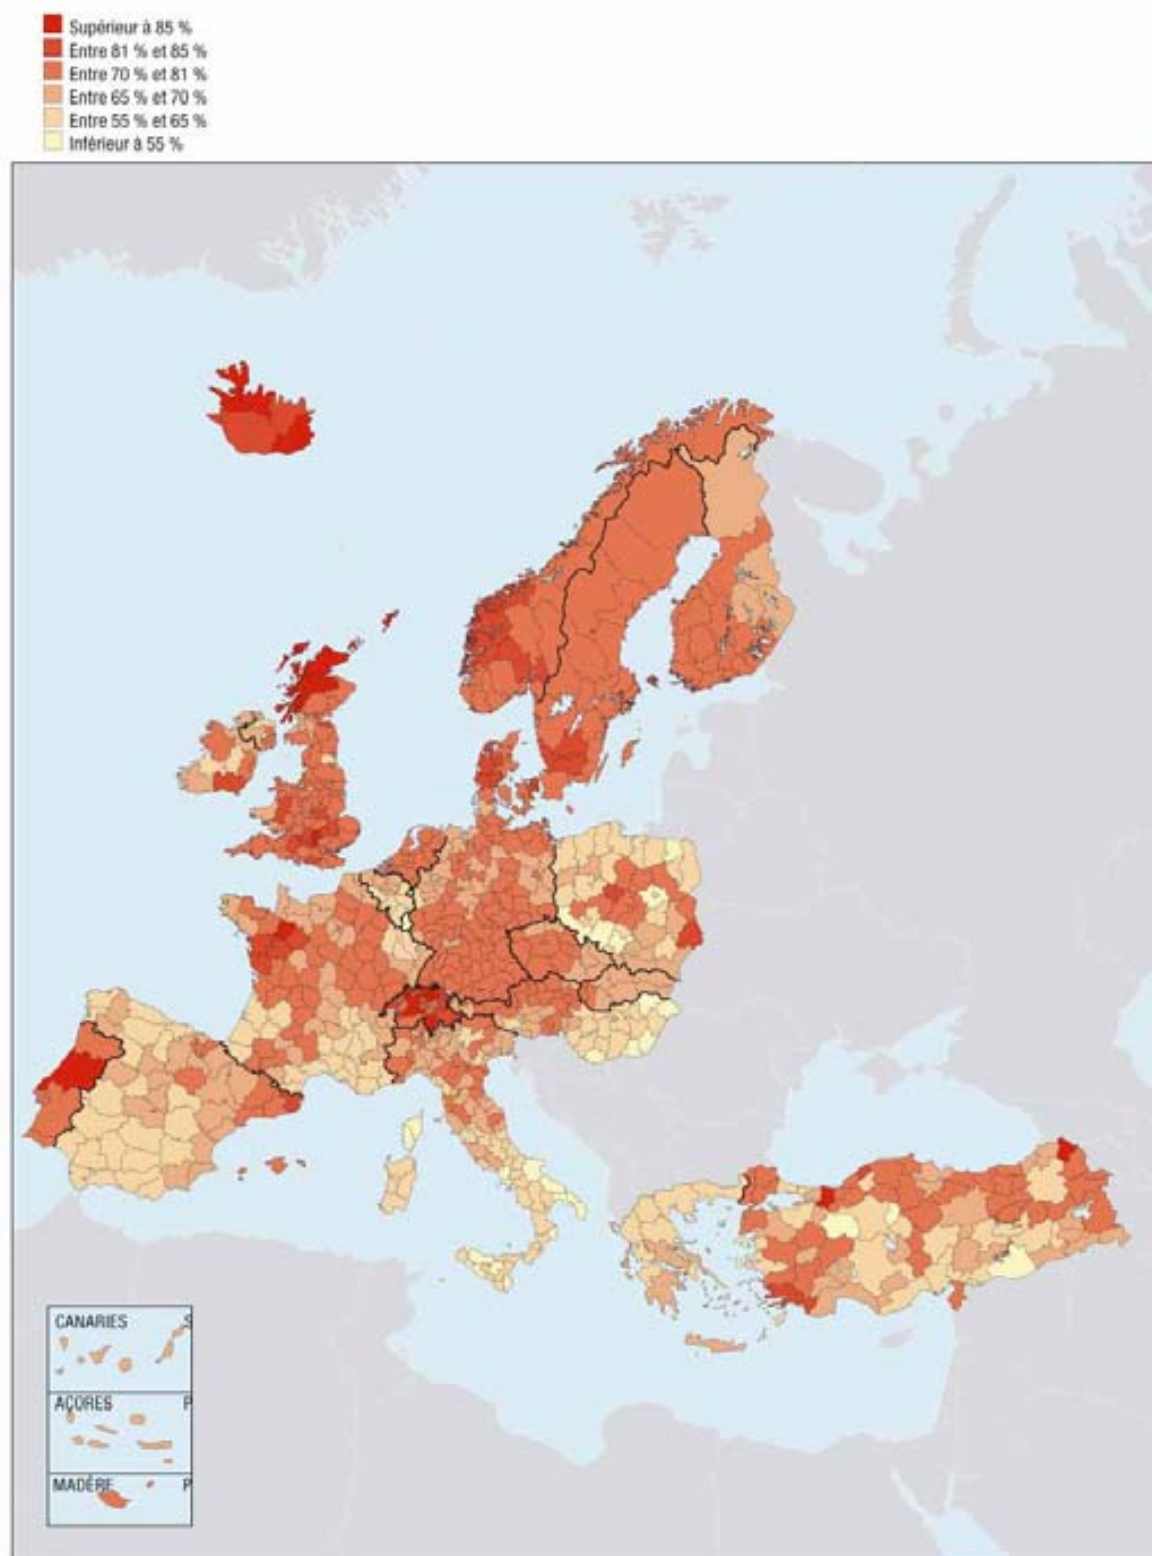 Supérieur à 85 %
Entre 81 % et 85 %
Entre 70 % et 81 %
Entre 65 % et 70 %
Entre 55 % et 65 %
Inférieur à 55 %
CANARIES S
AÇORES P
MADÈRE P